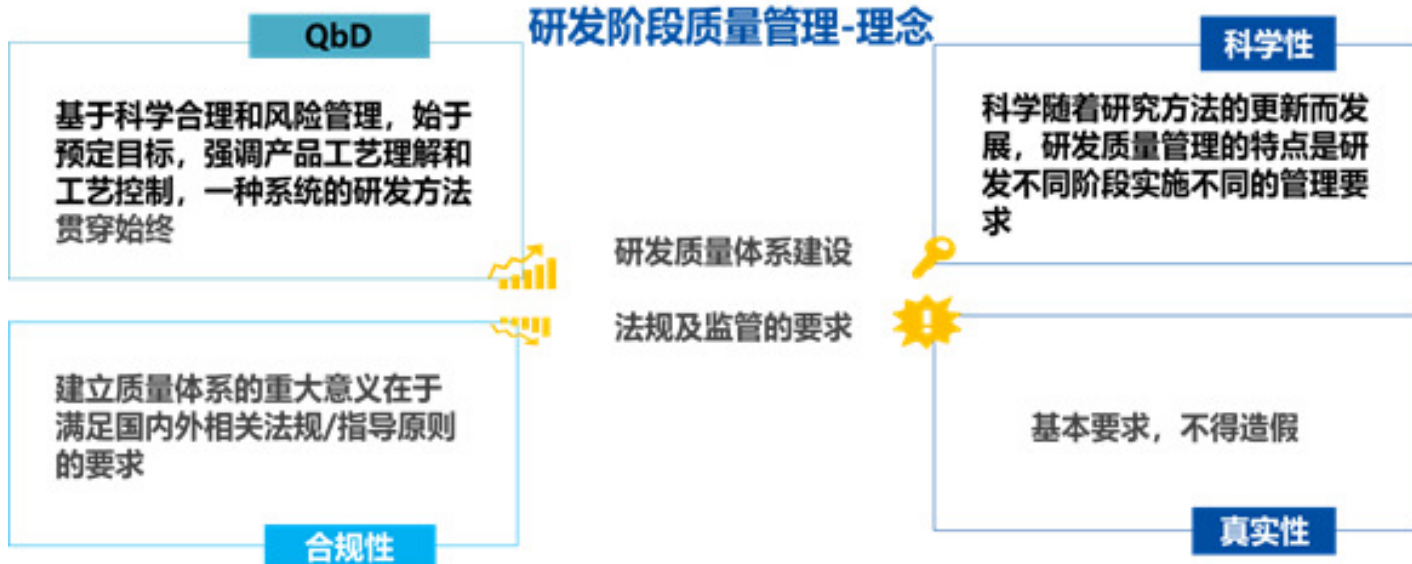 研发阶段质量管理-理念
QbD
基于科学合理和风险管理，始于
预定目标，强调产品工艺理解和
工艺控制，一种系统的研发方法
贯穿始终
科学性
科学随着研究方法的更新而发
展，研发质量管理的特点是研
发不同阶段实施不同的管理要
求
研发质量体系建设
法规及监管的要求
建立质量体系的重大意义在于
满足国内外相关法规/指导原则
的要求
合规性
基本要求，不得造假
真实性